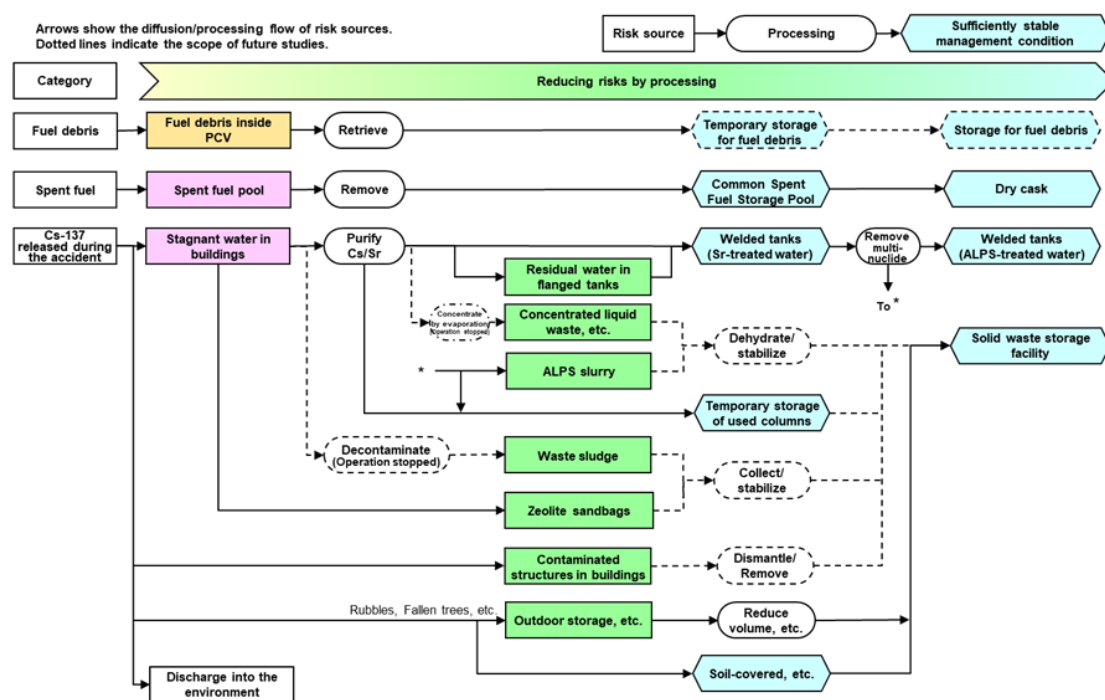 Arrows show the diffusion/processing flow of risk sources.
Dotted lines indicate the scope of future studies.
Risk source
Processing
Sufficiently stable
management condition
Category
Reducing risks by processing
Fuel debris
Fuel debris inside
PCV
Retrieve
Temporary storage
for fuel debris
Storage for fuel debris
Spent fuel
Spent fuel pool
Remove
Common Spent
Fuel Storage Pool
Dry cask
Cs-137
released during
the accident
Stagnant water in
buildings
Purify
Cs/Sr
Welded tanks
(Sr-treated water)
Remove
multi-
nuclide
Welded tanks
(ALPS-treated water)
Residual water in
flanged tanks
To *
Concentrate
by evaporation
(Operation stopped)
Concentrated liquid
waste, etc.
Dehydrate/
stabilize
Solid waste storage
facility
*
ALPS slurry
Temporary storage
of used columns
Decontaminate
(Operation stopped)
Waste sludge
Collect/
stabilize
Zeolite sandbags
Contaminated
structures in buildings
Dismantle/
Remove
Rubbles, Fallen trees, etc.
Outdoor storage, etc.
Reduce
volume, etc.
Soil-covered, etc.
Discharge into the
environment